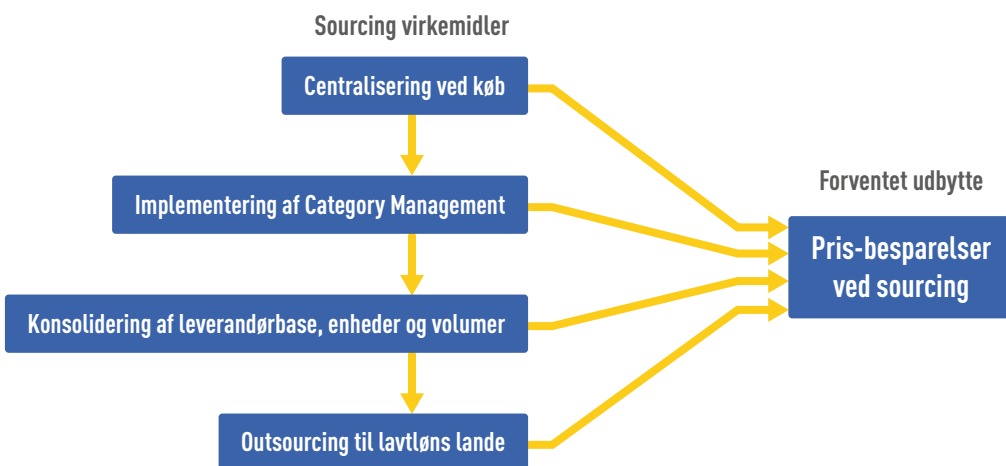 Sourcing virkemidler
Centralisering ved køb
Implementering af Category Management
Konsolidering af leverandørbase, enheder og volumer
Outsourcing til lavtløns lande
Forventet udbytte
Pris-besparelser
ved sourcing